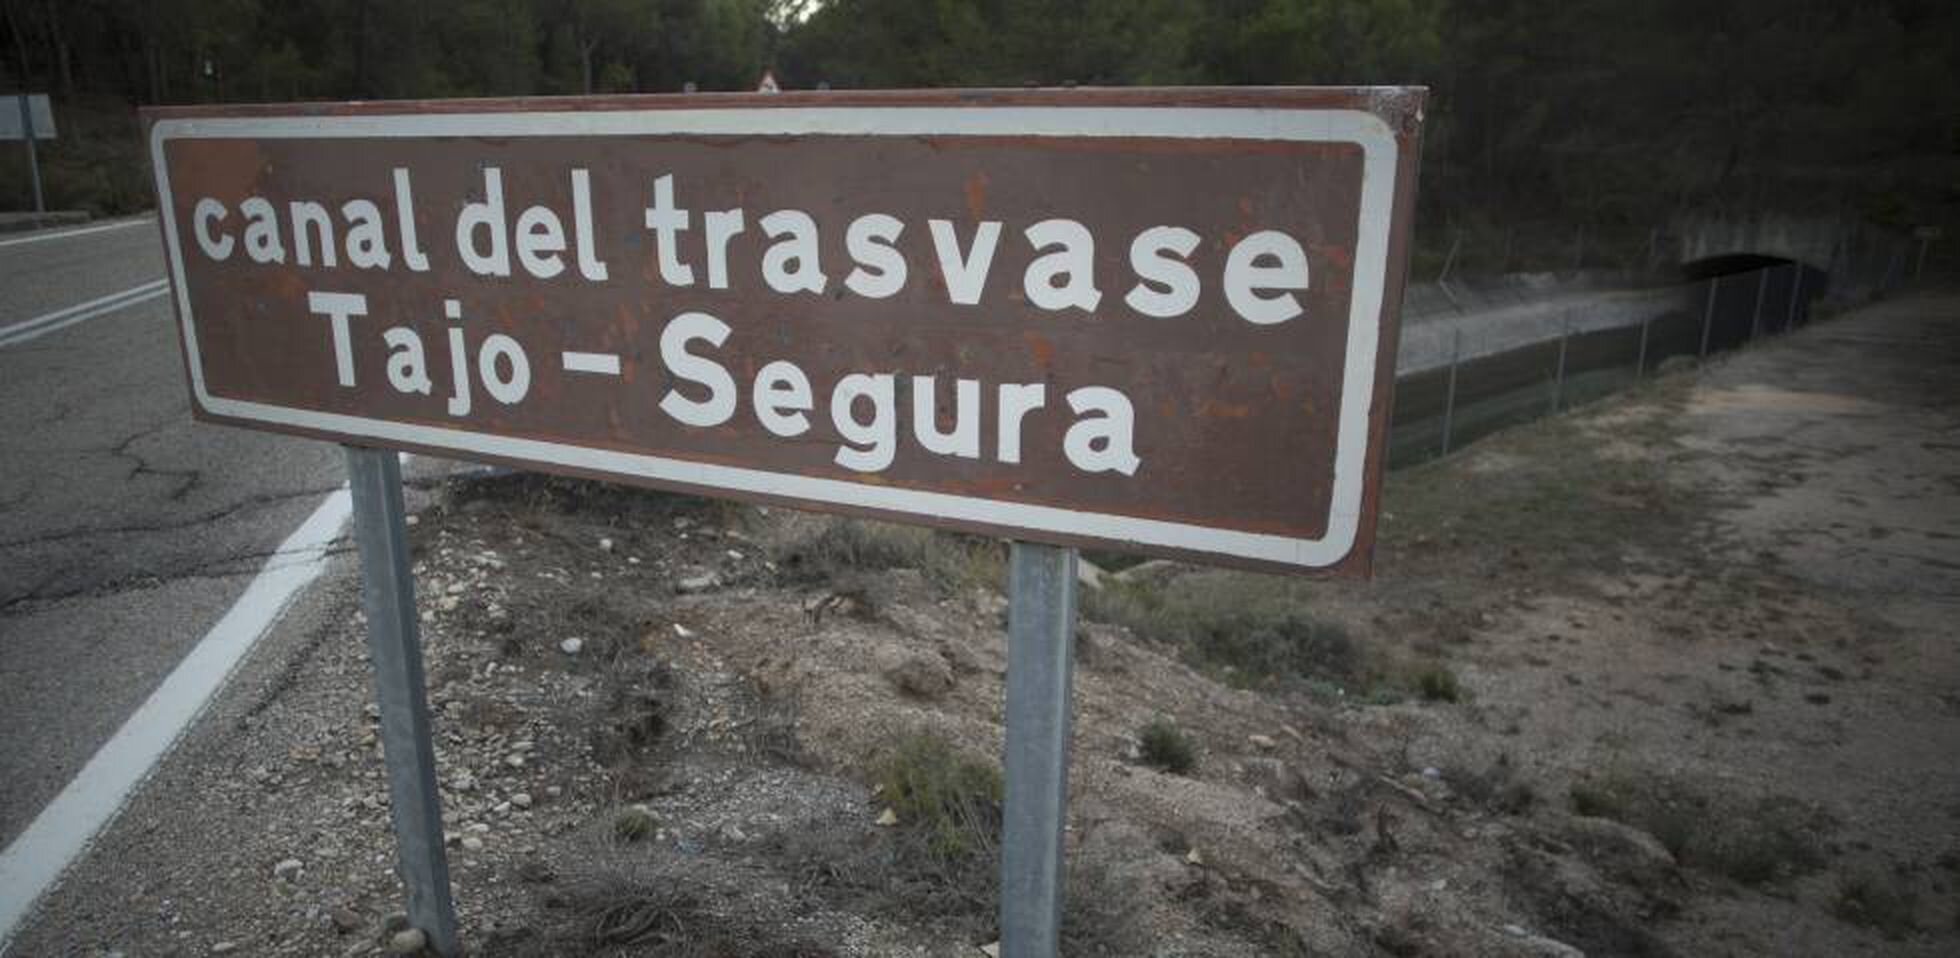 canal del trasvase
Tajo - Segura